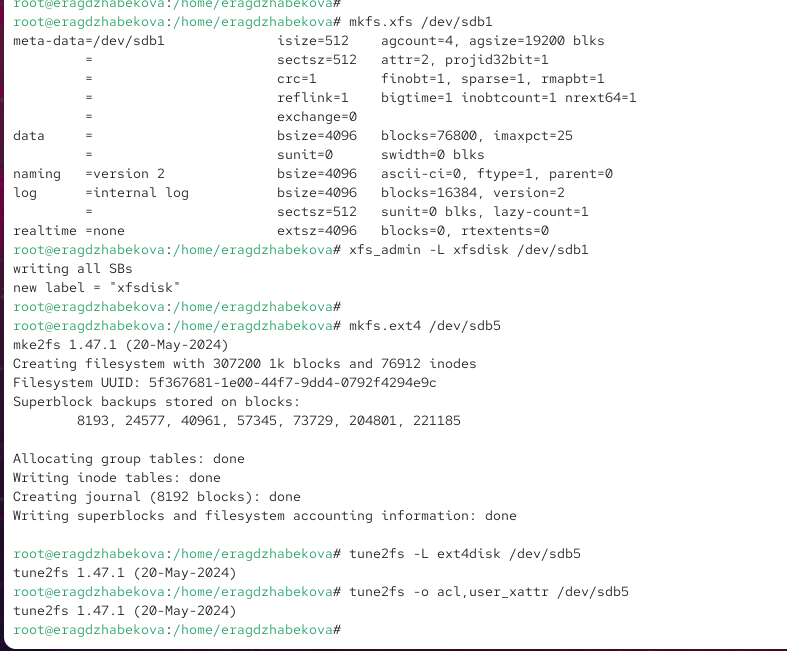 root@eragdzhabekova:/home/eragdzhabekova#
root@eragdzhabekova:/home/eragdzhabekova# mkfs.xfs /dev/sdb1
meta-data=/dev/sdb1              isize=512    agcount=4, agsize=19200 blks
         =                       sectsz=512   attr=2, projid32bit=1
         =                       crc=1        finobt=1, sparse=1, rmapbt=1
         =                       reflink=1    bigtime=1 inobtcount=1 nrext64=1
         =                       exchange=0
data     =                       bsize=4096   blocks=76800, imaxpct=25
         =                       sunit=0      swidth=0 blks
naming   =version 2              bsize=4096   ascii-ci=0, ftype=1, parent=0
log      =internal log           bsize=4096   blocks=16384, version=2
         =                       sectsz=512   sunit=0 blks, lazy-count=1
realtime =none                   extsz=4096   blocks=0, rtextents=0
root@eragdzhabekova:/home/eragdzhabekova# xfs_admin -L xfsdisk /dev/sdb1
writing all SBs
new label = "xfsdisk"
root@eragdzhabekova:/home/eragdzhabekova#
root@eragdzhabekova:/home/eragdzhabekova# mkfs.ext4 /dev/sdb5
mke2fs 1.47.1 (20-May-2024)
Creating filesystem with 307200 1k blocks and 76912 inodes
Filesystem UUID: 5f367681-1e00-44f7-9dd4-0792f4294e9c
Superblock backups stored on blocks:
        8193, 24577, 40961, 57345, 73729, 204801, 221185

Allocating group tables: done
Writing inode tables: done
Creating journal (8192 blocks): done
Writing superblocks and filesystem accounting information: done

root@eragdzhabekova:/home/eragdzhabekova# tune2fs -L ext4disk /dev/sdb5
tune2fs 1.47.1 (20-May-2024)
root@eragdzhabekova:/home/eragdzhabekova# tune2fs -o acl,user_xattr /dev/sdb5
tune2fs 1.47.1 (20-May-2024)
root@eragdzhabekova:/home/eragdzhabekova#